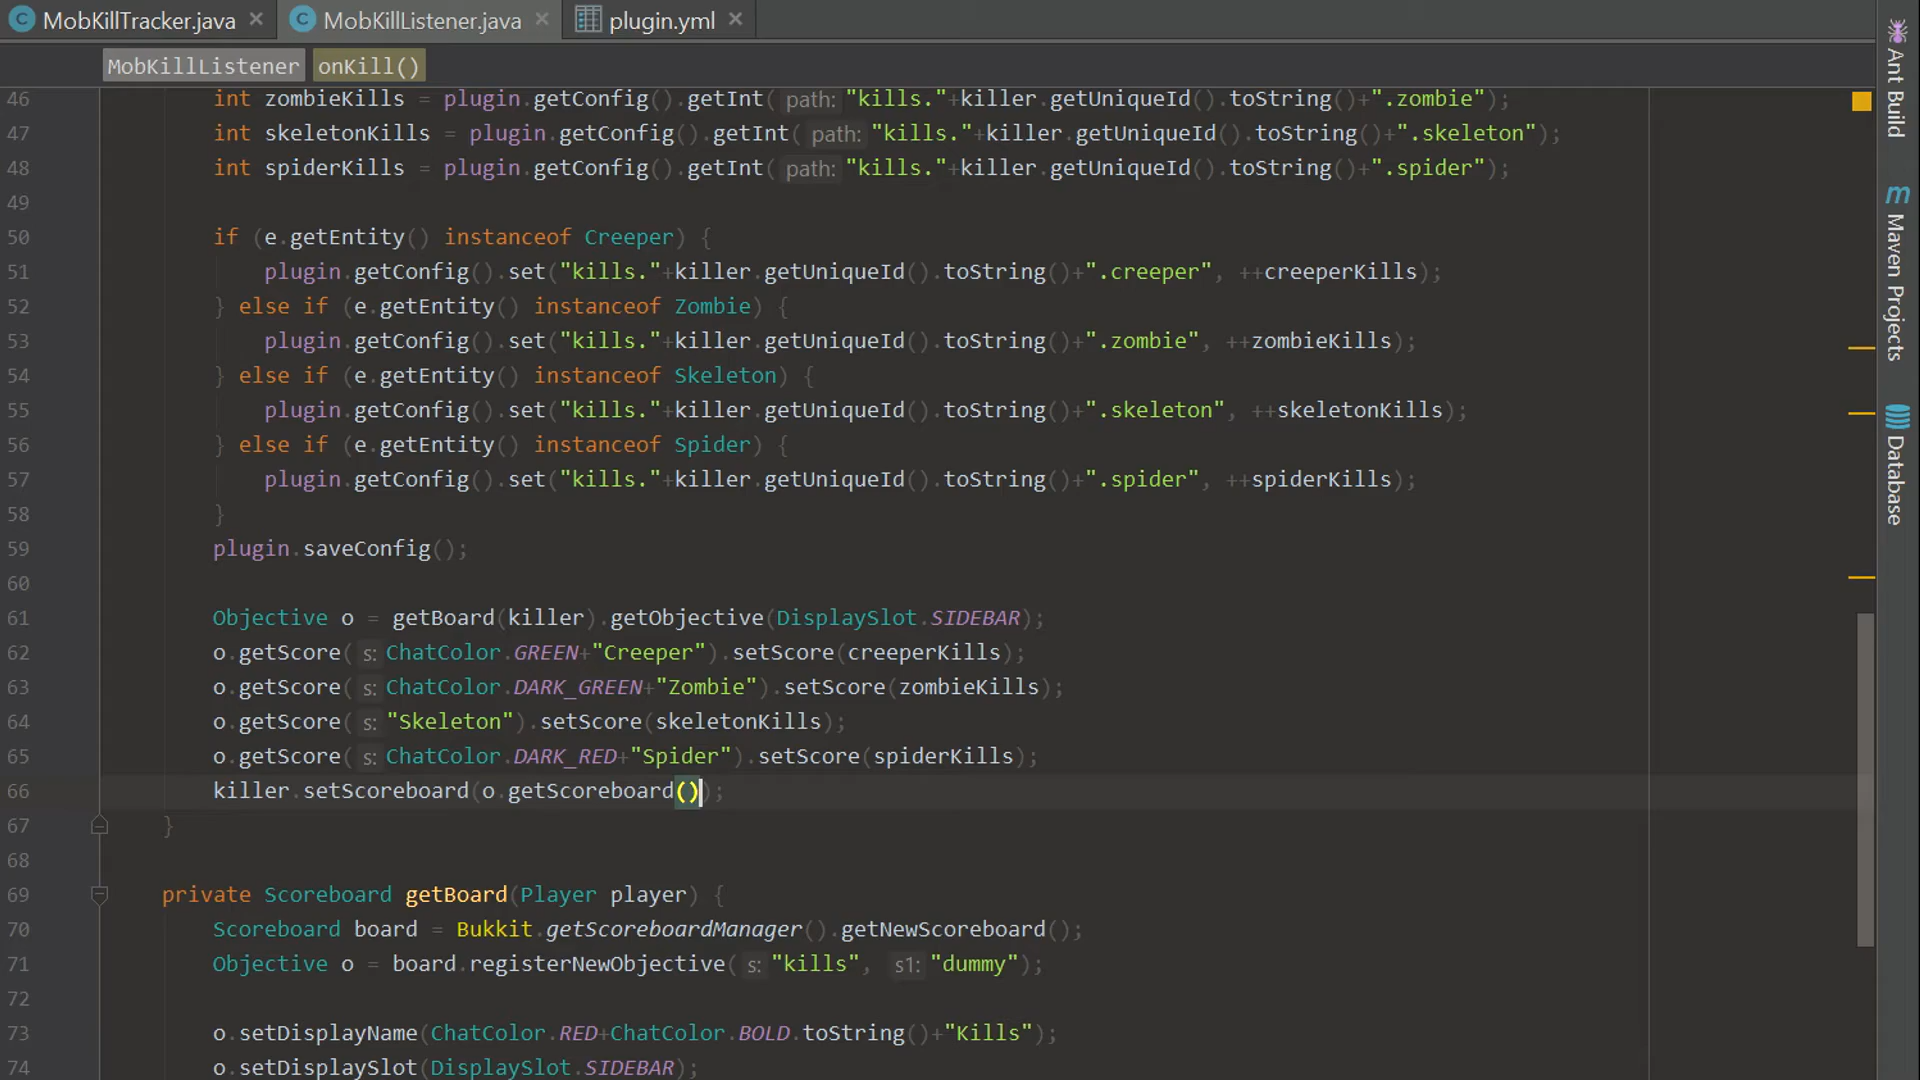 MobKillTracker.java
MobKillListener.java
plugin.yml
MobKillListener
onKill()
46 int zombieKills = plugin.getConfig().getInt( path: "kills."+killer.getUniqueId().toString()+".zombie");
47 int skeletonKills = plugin.getConfig().getInt( path: "kills."+killer.getUniqueId().toString()+".skeleton");
48 int spiderKills = plugin.getConfig().getInt( path: "kills."+killer.getUniqueId().toString()+".spider");
49
50 if (e.getEntity() instanceof Creeper) {
51 plugin.getConfig().set("kills."+killer.getUniqueId().toString()+".creeper", ++creeperKills);
52 } else if (e.getEntity() instanceof Zombie) {
53 plugin.getConfig().set("kills."+killer.getUniqueId().toString()+".zombie", ++zombieKills);
54 } else if (e.getEntity() instanceof Skeleton) {
55 plugin.getConfig().set("kills."+killer.getUniqueId().toString()+".skeleton", ++skeletonKills);
56 } else if (e.getEntity() instanceof Spider) {
57 plugin.getConfig().set("kills."+killer.getUniqueId().toString()+".spider", ++spiderKills);
58 }
59 plugin.saveConfig();
60
61 Objective o = getBoard(killer).getObjective(DisplaySlot.SIDEBAR);
62 o.getScore( s: ChatColor.GREEN+"Creeper").setScore(creeperKills);
63 o.getScore( s: ChatColor.DARK_GREEN+"Zombie").setScore(zombieKills);
64 o.getScore( s: "Skeleton").setScore(skeletonKills);
65 o.getScore( s: ChatColor.DARK_RED+"Spider").setScore(spiderKills);
66 killer.setScoreboard(o.getScoreboard());
67 }
68
69 private Scoreboard getBoard(Player player) {
70 Scoreboard board = Bukkit.getScoreboardManager().getNewScoreboard();
71 Objective o = board.registerNewObjective( s: "kills", s1: "dummy");
72
73 o.setDisplayName(ChatColor.RED+ChatColor.BOLD.toString()+"Kills");
74 o.setDisplaySlot(DisplaySlot.SIDEBAR);
Ant Build
m Maven Projects
Database